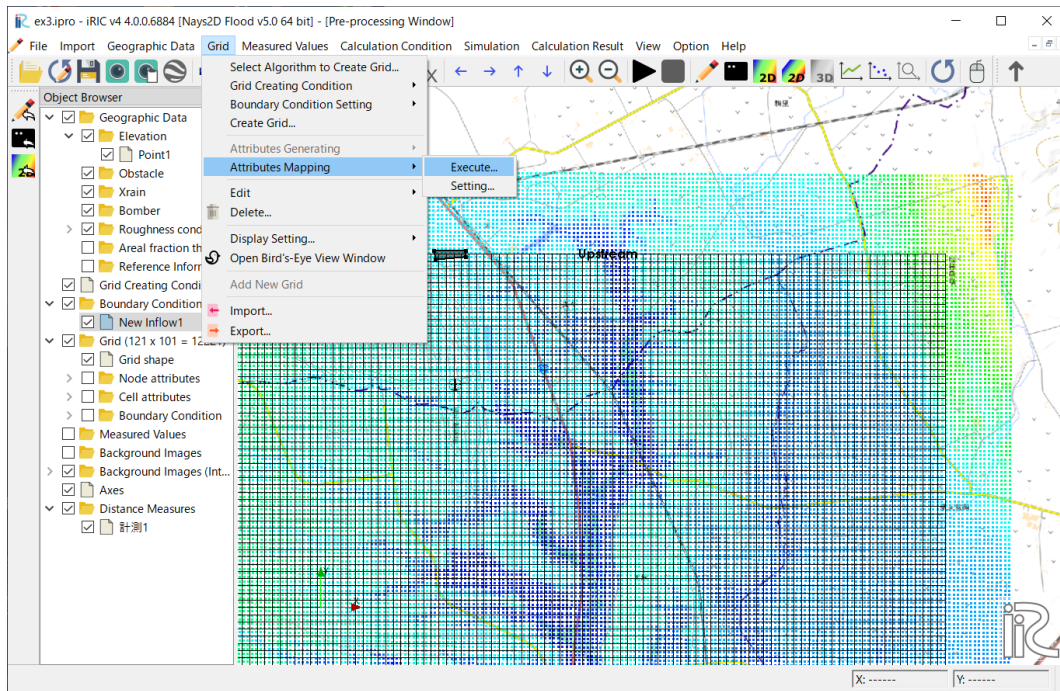 ex3.ipro - iRIC v4 4.0.0.6884 [Nays2D Flood v5.0 64 bit] - [Pre-processing Window]
File Import Geographic Data Grid Measured Values Calculation Condition Simulation Calculation Result View Option Help
2D 2D 3D
Object Browser
Geographic Data
Elevation
Point1
Obstacle
Xrain
Bomber
Roughness cond
Areal fraction th
Reference Inforr
Grid Creating Condi
Boundary Condition
New Inflow1
Grid (121 x 101 = 12221)
Grid shape
Node attributes
Cell attributes
Boundary Condition
Measured Values
Background Images
Background Images (Int...
Axes
Distance Measures
計測1
Select Algorithm to Create Grid...
Grid Creating Condition
Boundary Condition Setting
Create Grid...
Attributes Generating
Attributes Mapping
Edit
Delete...
Display Setting...
Open Bird's-Eye View Window
Add New Grid
Import...
Export...
Execute...
Setting...
Upstream
iRIC
X: ------
Y: ------